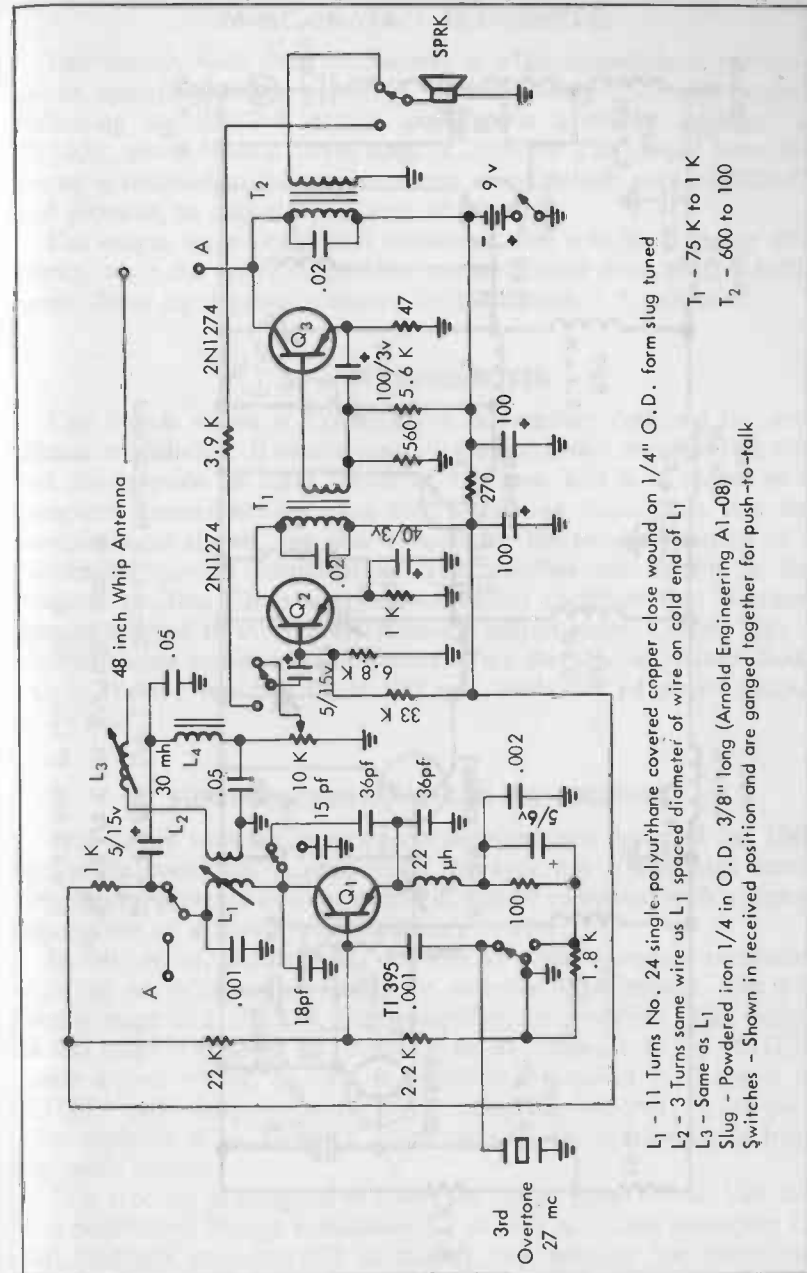 48 inch Whip Antenna
SPRK
2N1274
2N1274
3.9 K
A
T₂
.02
Q₃
100/3v
47
5.6 K
560
9 v
-
+
+
T₁
.02
40/3v
+
Q₂
1 K
5/15v
+
6.8 K
33 K
270
100
+
100
+
L₃
.05
30 mh
L₄
.05
10 K
1 K
5/15v
+
L₂
L₁
A
.001
15 pf
36pf
36pf
18pf
Q₁
TI 395
.001
22
μh
.002
5/6v
+
100
1.8 K
22 K
2.2 K
3rd
Overtone
27 mc
L₁ - 11 Turns No. 24 single polyurthane covered copper close wound on 1/4" O.D. form slug tuned
L₂ - 3 Turns same wire as L₁ spaced diameter of wire on cold end of L₁
L₃ - Same as L₁
Slug - Powdered iron 1/4 in O.D. 3/8" long (Arnold Engineering A1-08)
Switches - Shown in received position and are ganged together for push-to-talk
T₁ - 75 K to 1 K
T₂ - 600 to 100